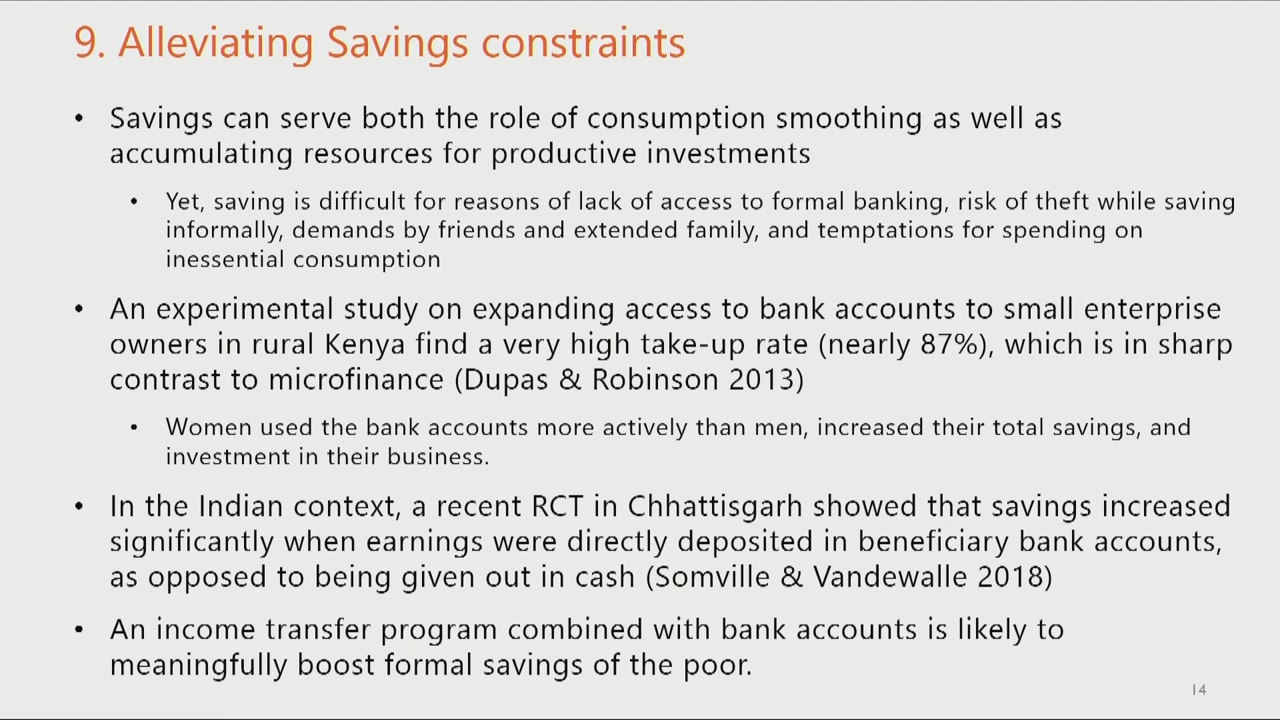 9. Alleviating Savings constraints
• Savings can serve both the role of consumption smoothing as well as
accumulating resources for productive investments
• Yet, saving is difficult for reasons of lack of access to formal banking, risk of theft while saving
informally, demands by friends and extended family, and temptations for spending on
inessential consumption
• An experimental study on expanding access to bank accounts to small enterprise
owners in rural Kenya find a very high take-up rate (nearly 87%), which is in sharp
contrast to microfinance (Dupas & Robinson 2013)
• Women used the bank accounts more actively than men, increased their total savings, and
investment in their business.
• In the Indian context, a recent RCT in Chhattisgarh showed that savings increased
significantly when earnings were directly deposited in beneficiary bank accounts,
as opposed to being given out in cash (Somville & Vandewalle 2018)
• An income transfer program combined with bank accounts is likely to
meaningfully boost formal savings of the poor.
14